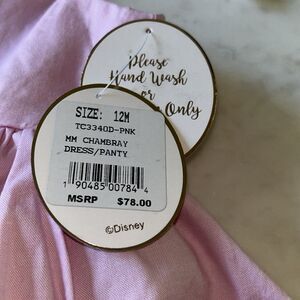 Please
Hand Wash
or
Only
SIZE: 12M
TC3340D-PNK
MM CHAMBRAY
DRESS/PANTY
1 90485 00784 4
MSRP $78.00
©Disney